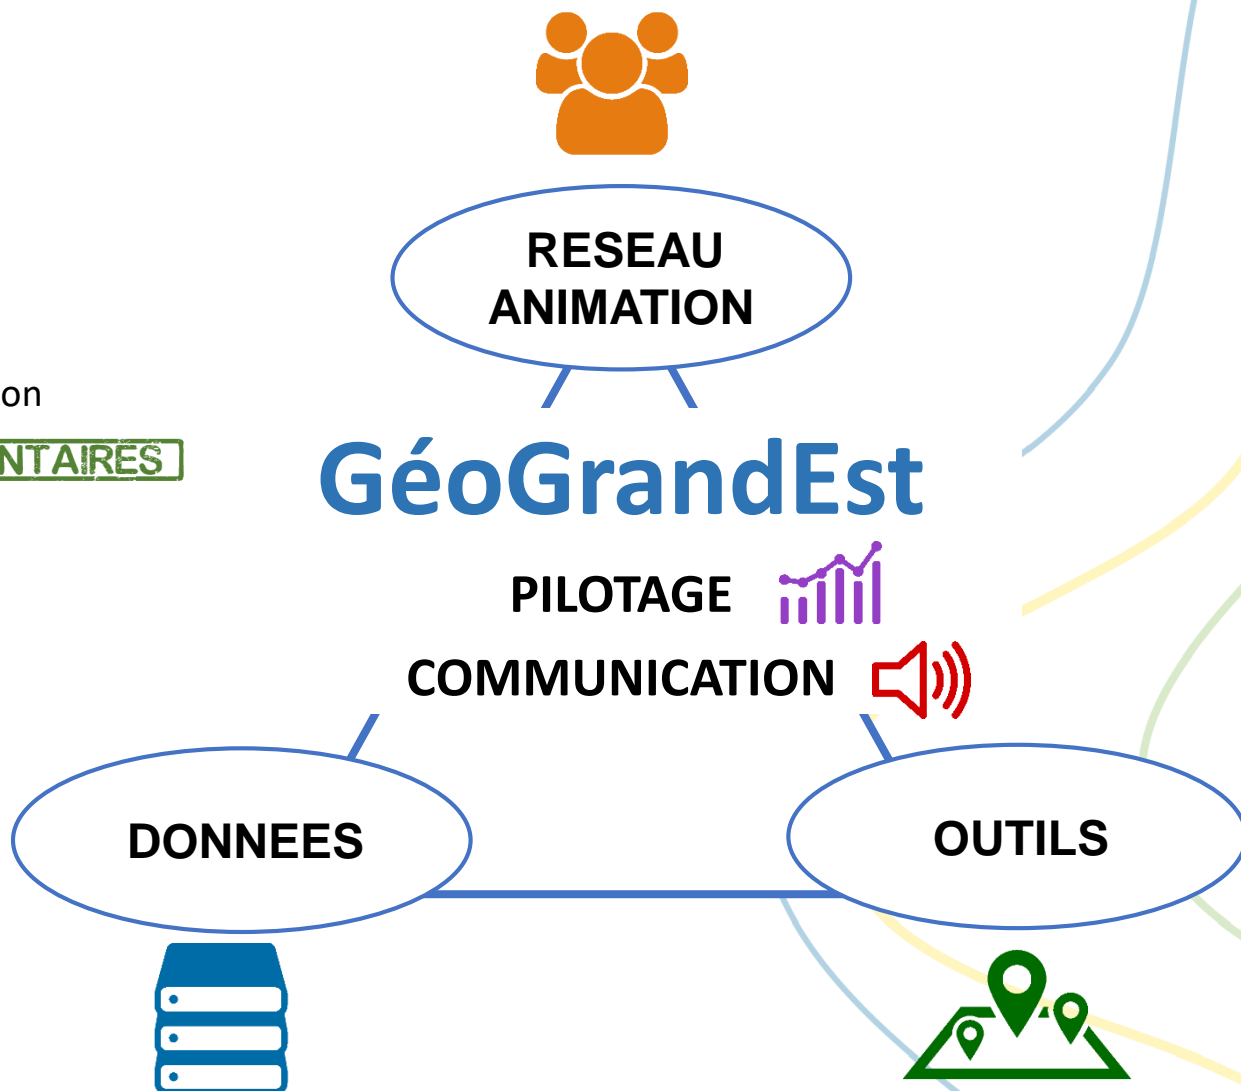 RESEAU
ANIMATION
on
NTAIRES
GéoGrandEst
PILOTAGE
COMMUNICATION
DONNEES
OUTILS